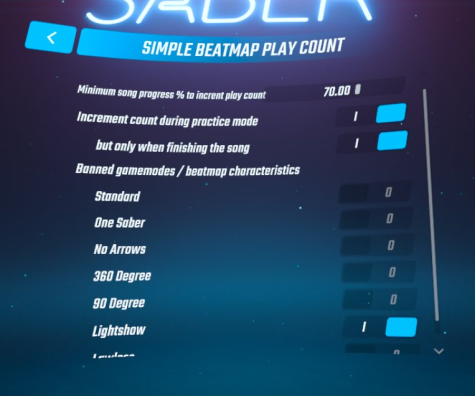 SABER
SIMPLE BEATMAP PLAY COUNT
Minimum song progress % to incrent play count 70.00
Increment count during practice mode I
but only when finishing the song I
Banned gamemodes / beatmap characteristics
Standard 0
One Saber 0
No Arrows 0
360 Degree 0
90 Degree 0
Lightshow I
Lawless 0